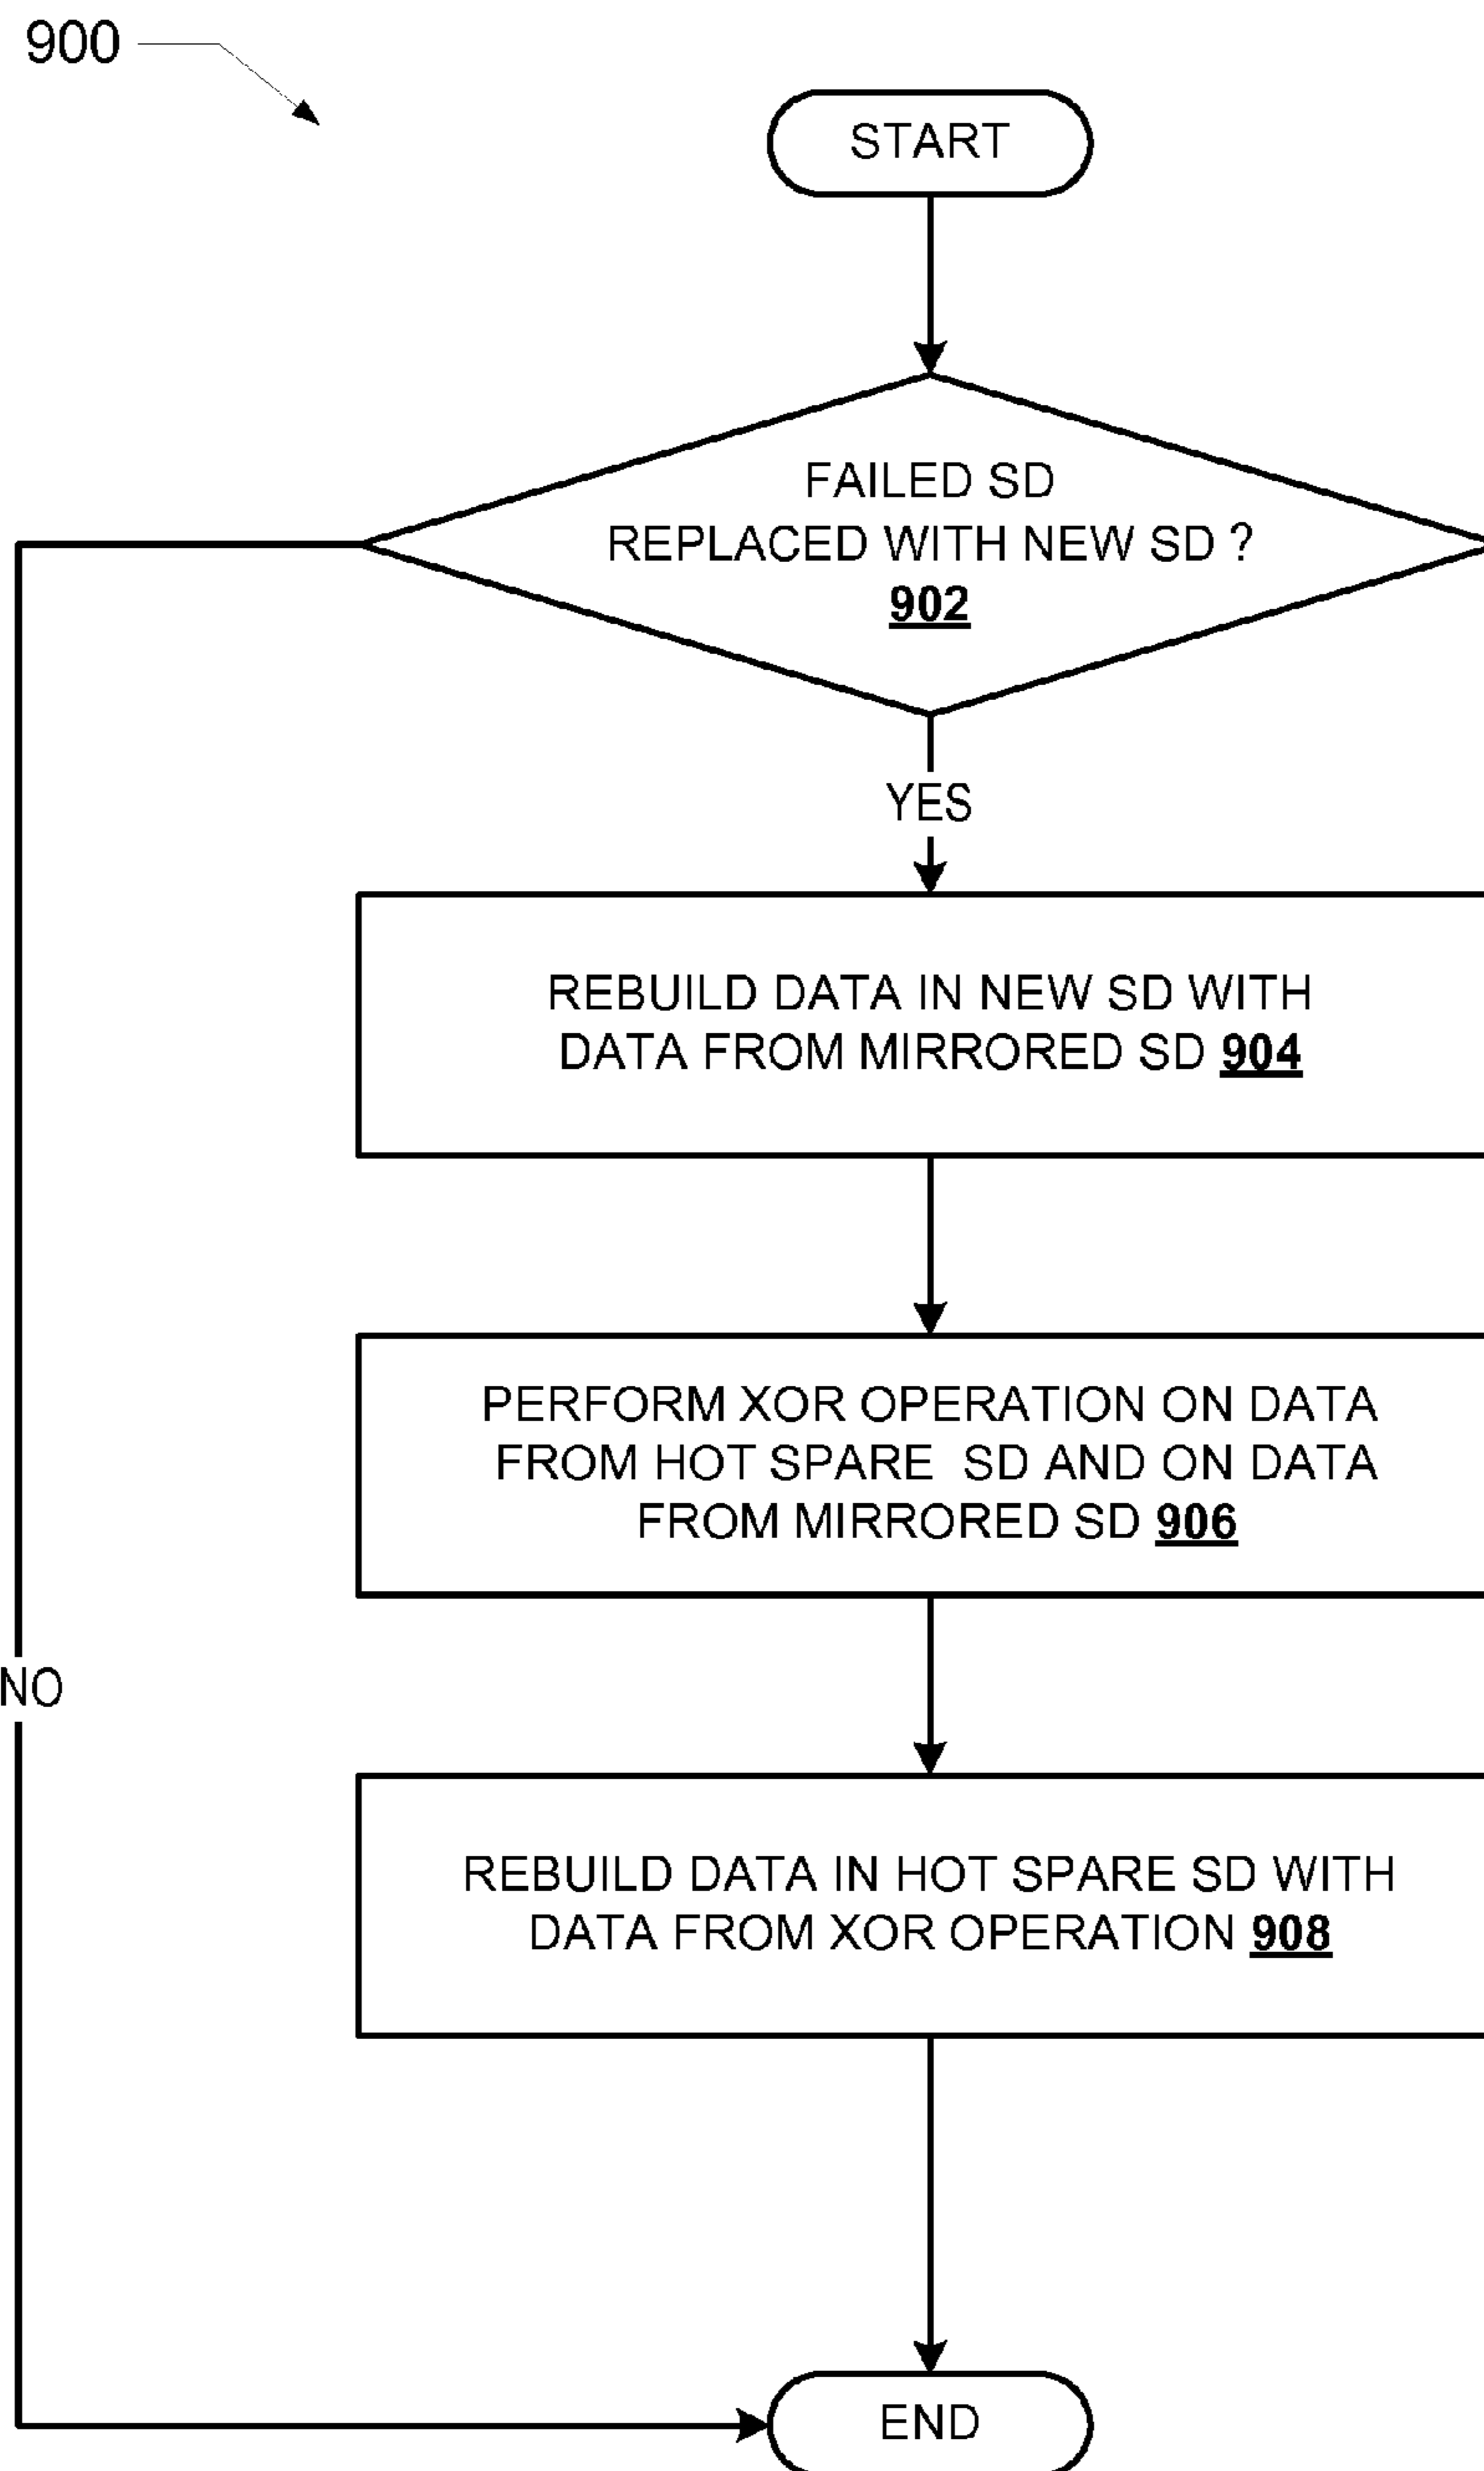 900
START
FAILED SD
REPLACED WITH NEW SD ?
902
YES
REBUILD DATA IN NEW SD WITH
DATA FROM MIRRORED SD 904
PERFORM XOR OPERATION ON DATA
FROM HOT SPARE SD AND ON DATA
FROM MIRRORED SD 906
NO
REBUILD DATA IN HOT SPARE SD WITH
DATA FROM XOR OPERATION 908
END